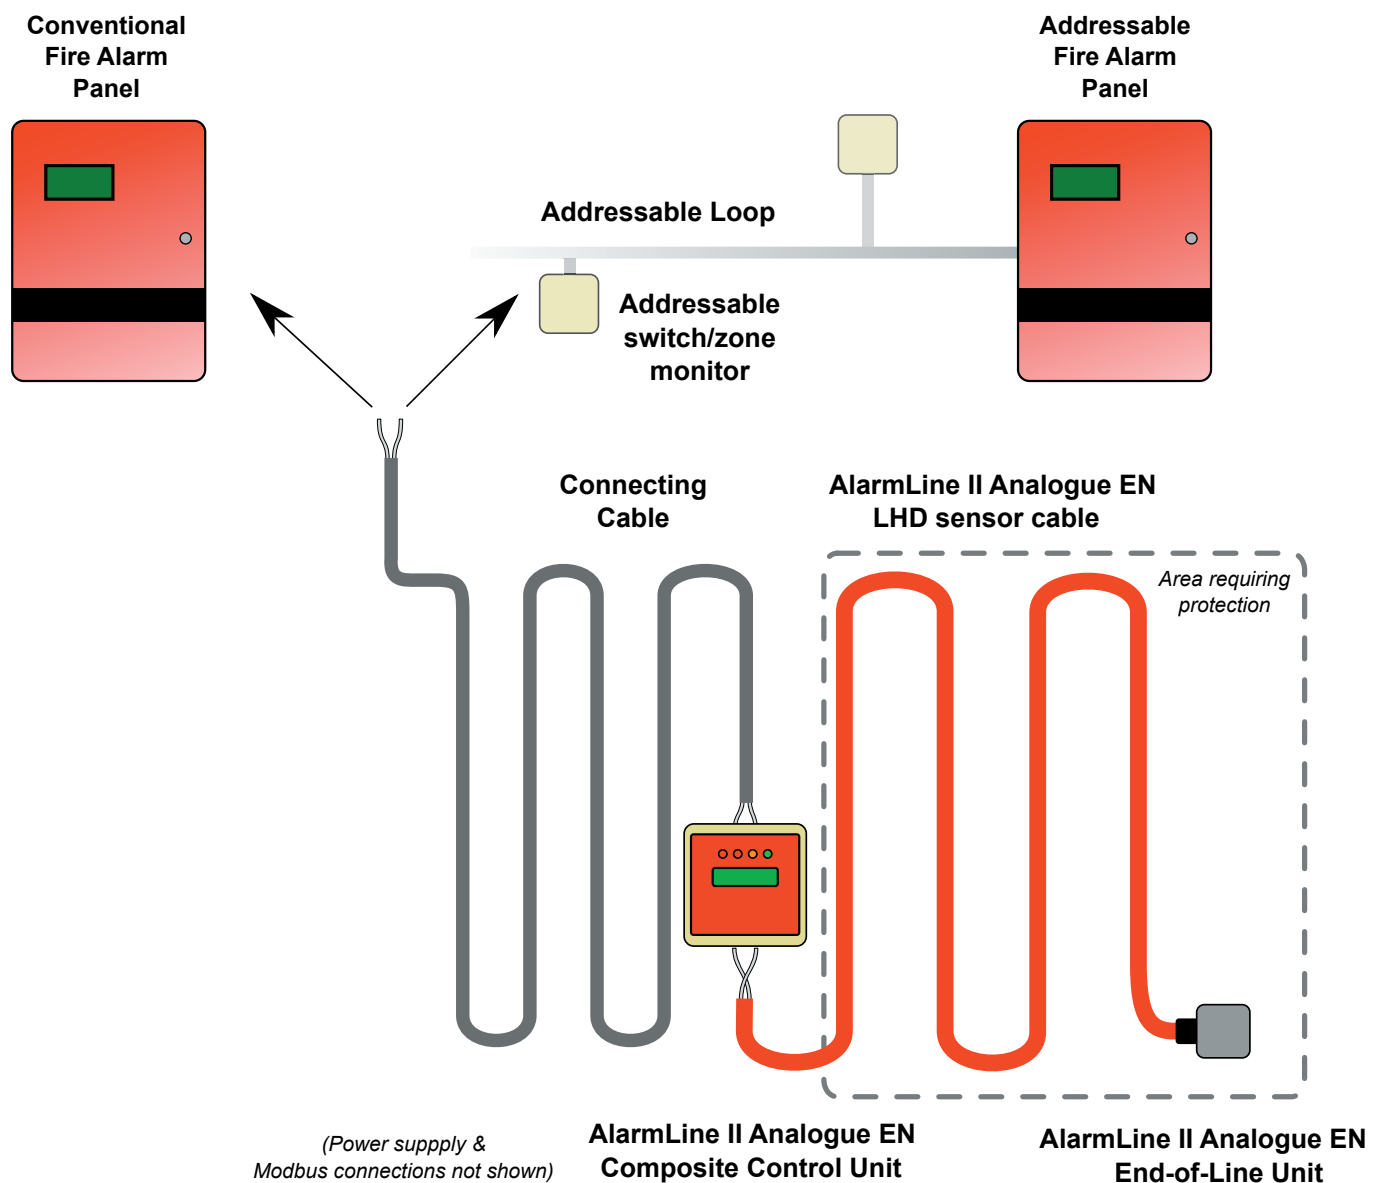 Conventional
Fire Alarm
Panel
Addressable
Fire Alarm
Panel
Addressable Loop
Addressable
switch/zone
monitor
Connecting
Cable
AlarmLine II Analogue EN
LHD sensor cable
Area requiring
protection
(Power suppply &
Modbus connections not shown)
AlarmLine II Analogue EN
Composite Control Unit
AlarmLine II Analogue EN
End-of-Line Unit